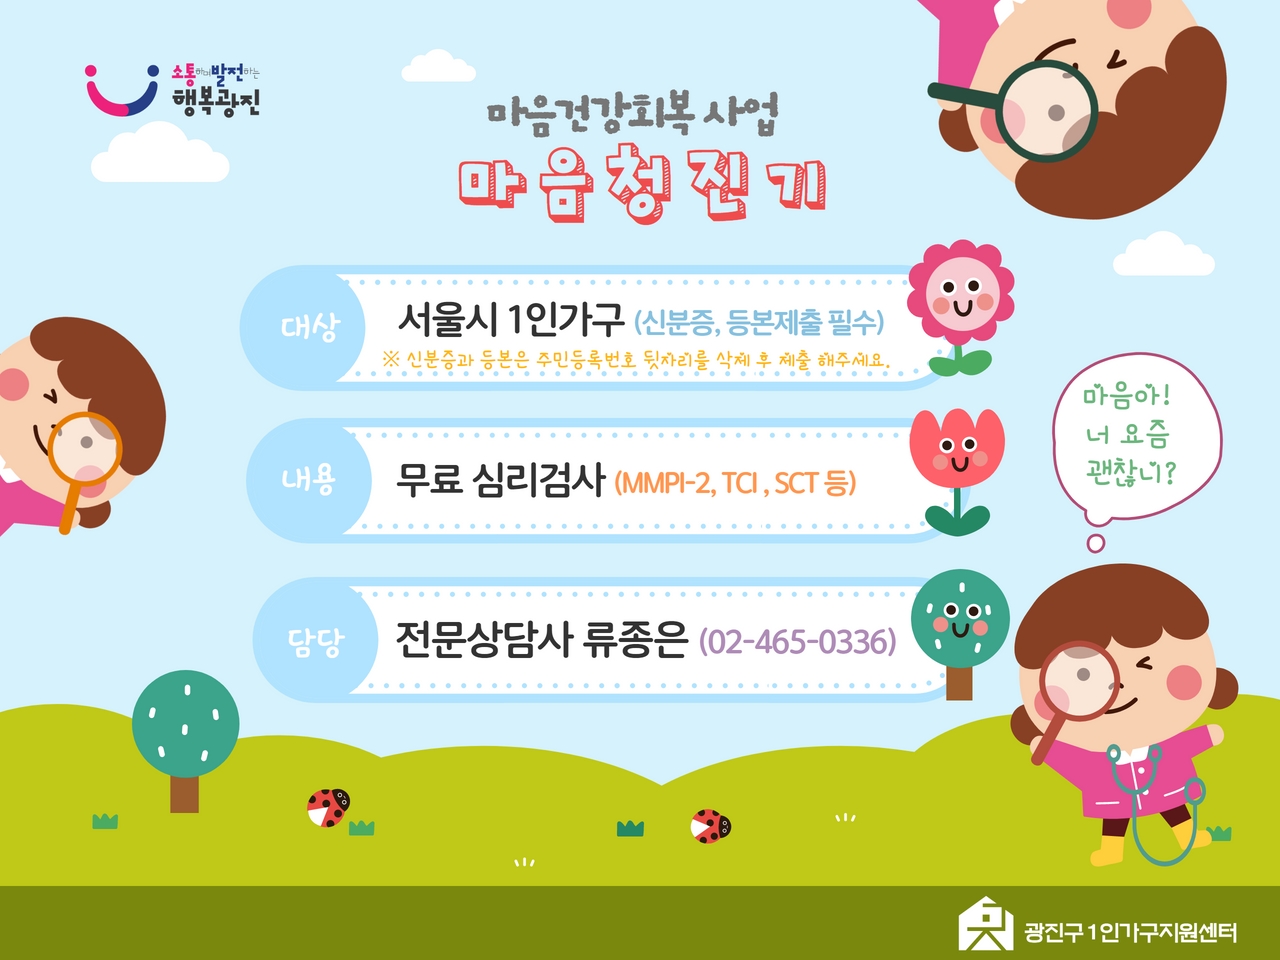 소통하며발전하는
행복광진
마음건강회복 사업
마음청진기
대상
서울시 1인가구 (신분증, 등본제출 필수)
※ 신분증과 등본은 주민등록번호 뒷자리를 삭제 후 제출 해주세요.
내용
무료 심리검사 (MMPI-2, TCI , SCT 등)
담당
전문상담사 류종은 (02-465-0336)
마음아!
너 요즘
괜찮니?
광진구1인가구지원센터